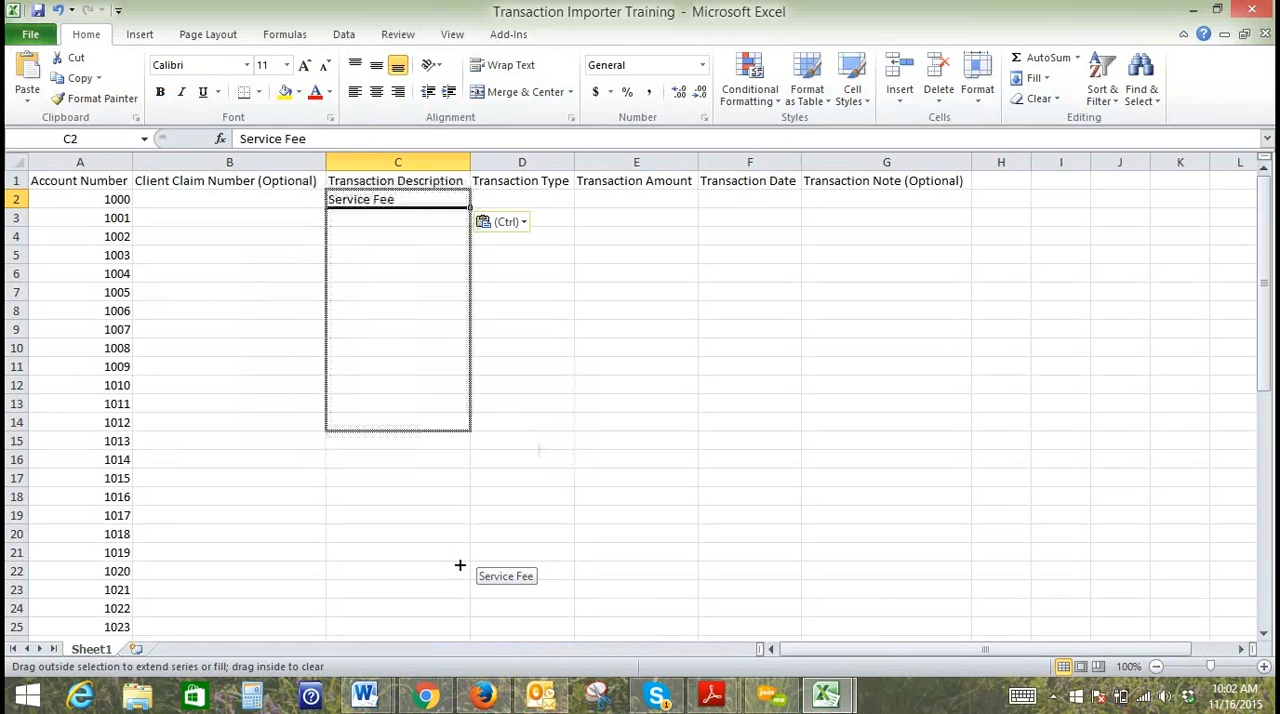 Transaction Importer Training - Microsoft Excel
File Home Insert Page Layout Formulas Data Review View Add-Ins
Paste Cut Copy Format Painter Clipboard
Calibri 11 B I U A A A Font
Wrap Text Merge & Center Alignment
General $ % , .0 .00 .00 .0 Number
Conditional Formatting Format as Table Cell Styles Styles
Insert Delete Format Cells
Σ AutoSum Fill Clear Sort & Filter Find & Select Editing
C2 fx Service Fee
A B C D E F G H I J K L
1 Account Number Client Claim Number (Optional) Transaction Description Transaction Type Transaction Amount Transaction Date Transaction Note (Optional)
2 1000 Service Fee
3 1001 (Ctrl)
4 1002
5 1003
6 1004
7 1005
8 1006
9 1007
10 1008
11 1009
12 1010
13 1011
14 1012
15 1013
16 1014
17 1015
18 1016
19 1017
20 1018
21 1019
22 1020 Service Fee
23 1021
24 1022
25 1023
Sheet1
Drag outside selection to extend series or fill; drag inside to clear 100%
10:02 AM
11/16/2015